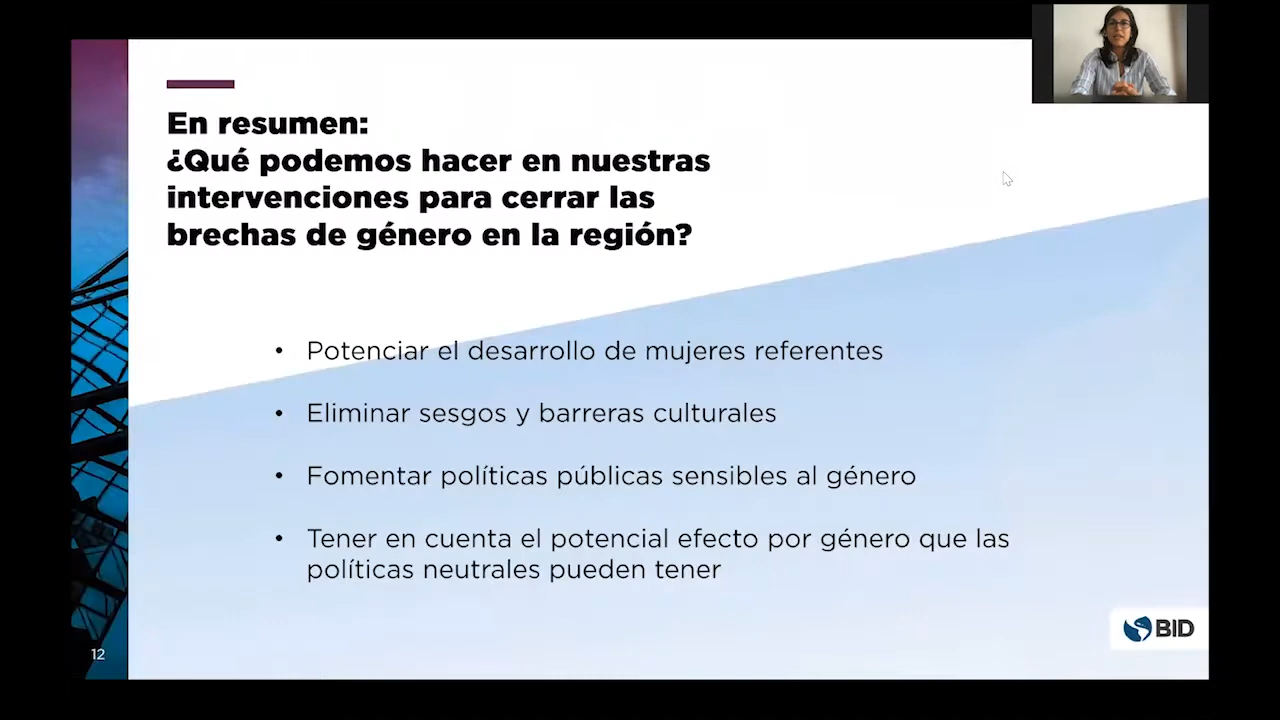 En resumen:
¿Qué podemos hacer en nuestras
intervenciones para cerrar las
brechas de género en la región?
• Potenciar el desarrollo de mujeres referentes
• Eliminar sesgos y barreras culturales
• Fomentar políticas públicas sensibles al género
• Tener en cuenta el potencial efecto por género que las
políticas neutrales pueden tener
BID
12